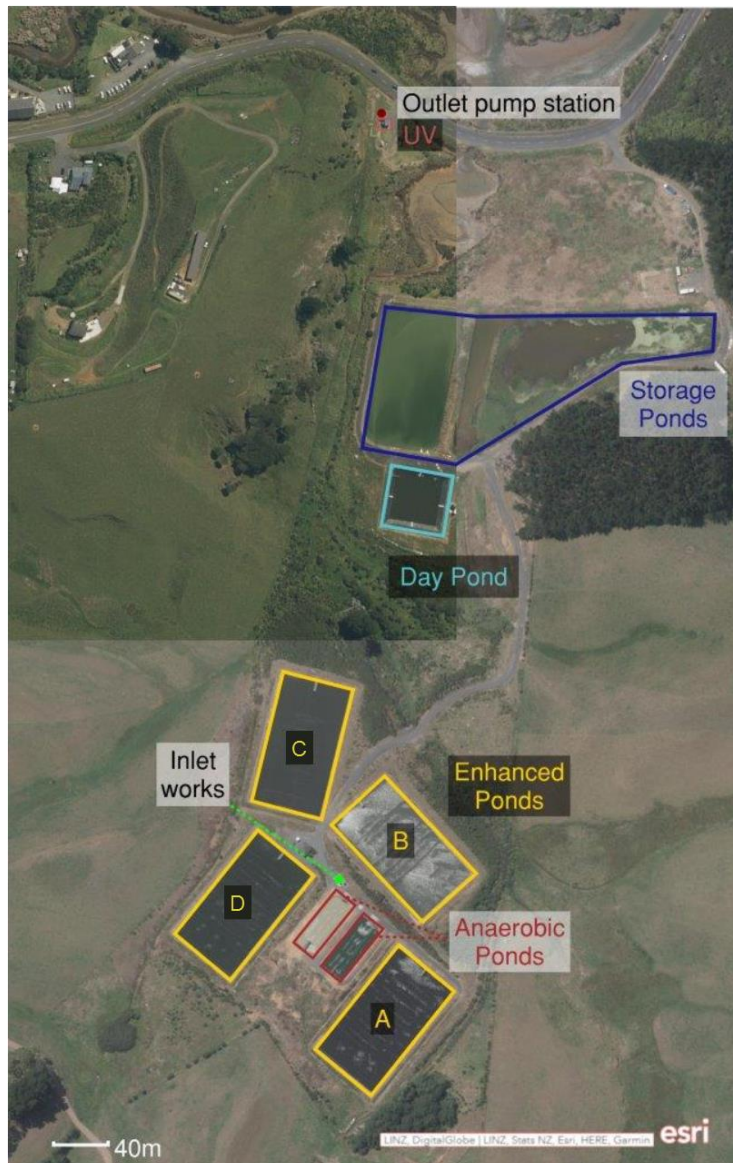 Outlet pump station
UV
Storage
Ponds
Day Pond
C
Inlet
works
Enhanced
Ponds
B
D
Anaerobic
Ponds
A
40m
LINZ, DigitalGlobe | LINZ, Stats NZ, Esri, HERE, Garmin
esri